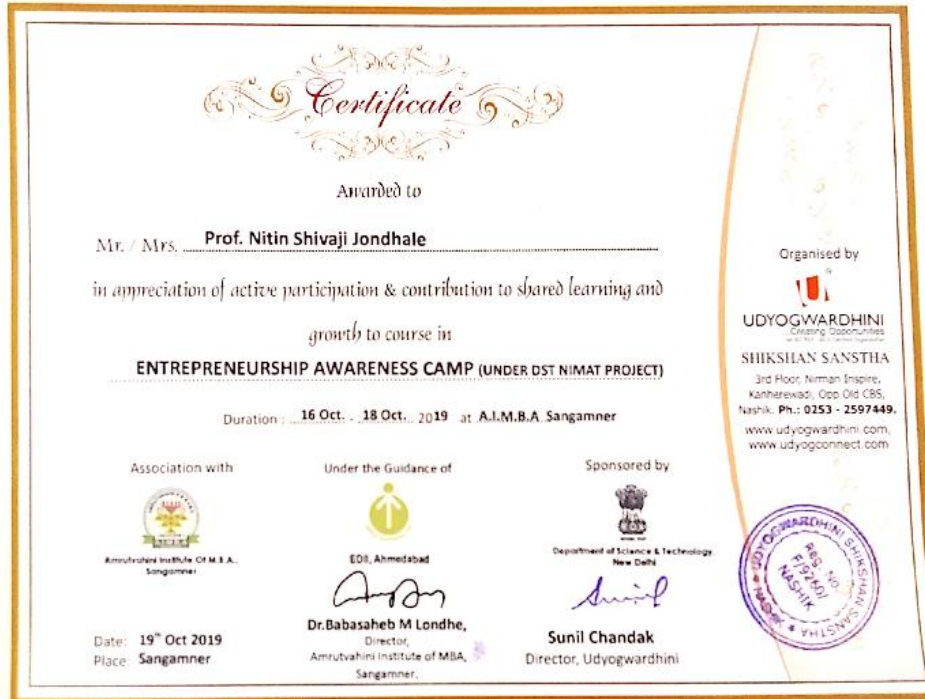 Certificate
Awarded to
Mr. / Mrs. Prof. Nitin Shivaji Jondhale
in appreciation of active participation & contribution to shared learning and
growth to course in
ENTREPRENEURSHIP AWARENESS CAMP (UNDER DST NIMAT PROJECT)
Duration : 16 Oct. - 18 Oct. 2019 at A.I.M.B.A Sangamner
Association with
Amrutvahini Institute Of M.B.A.,
Sangamner
Under the Guidance of
EDII, Ahmedabad
Sponsored by
Department of Science & Technology
New Delhi
Date: 19th Oct 2019
Place: Sangamner
Dr.Babasaheb M Londhe,
Director,
Amrutvahini Institute of MBA,
Sangamner.
Sunil Chandak
Director, Udyogwardhini
Organised by
UDYOGWARDHINI
Creating Opportunities
SHIKSHAN SANSTHA
3rd Floor, Nirman Inspire,
Kanherewadi, Opp Old CBS,
Nashik. Ph.: 0253 - 2597449.
www.udyogwardhini.com,
www.udyogconnect.com
UDYOGWARDHINI SHIKSHAN SANSTHA
REG. NO.
F/9260/
NASHIK
NASHIK